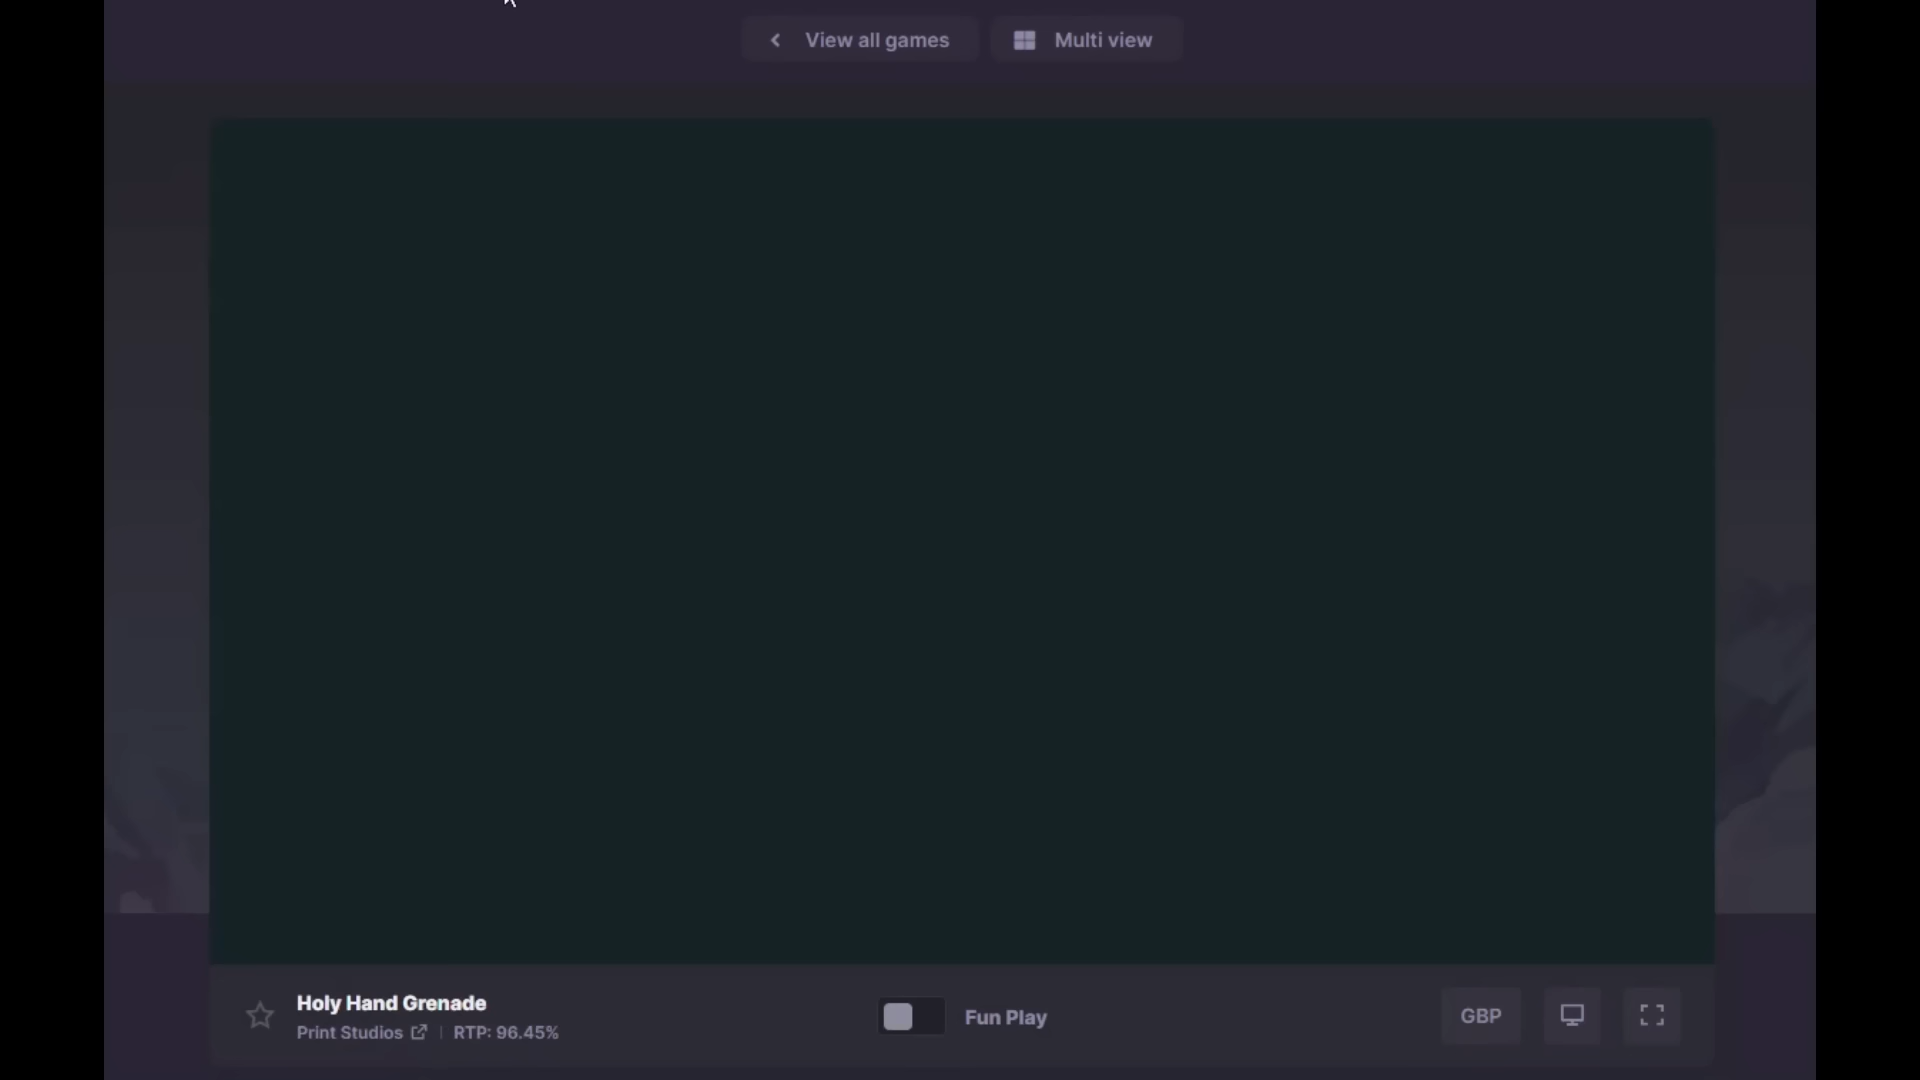 View all games
Multi view
Holy Hand Grenade
Print Studios | RTP: 96.45%
Fun Play
GBP